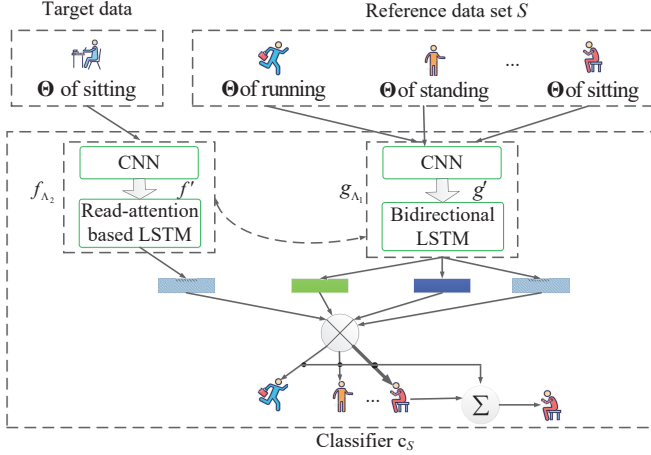 Target data
Reference data set S
Θ of sitting
Θ of running
Θ of standing
...
Θ of sitting
CNN
CNN
f_{Λ_2}
f'
g_{Λ_1}
g'
Read-attention
based LSTM
Bidirectional
LSTM
...
Σ
Classifier c_S